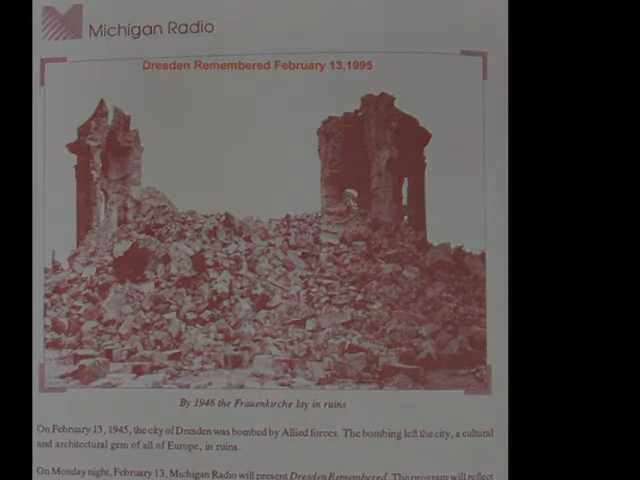 Michigan Radio
Dresden Remembered February 13,1995
By 1946 the Frauenkirche lay in ruins
On February 13, 1945, the city of Dresden was bombed by Allied forces. The bombing left the city, a cultural
and architectural gem of all of Europe, in ruins.
On Monday night, February 13, Michigan Radio will present Dresden Remembered. The program will reflect